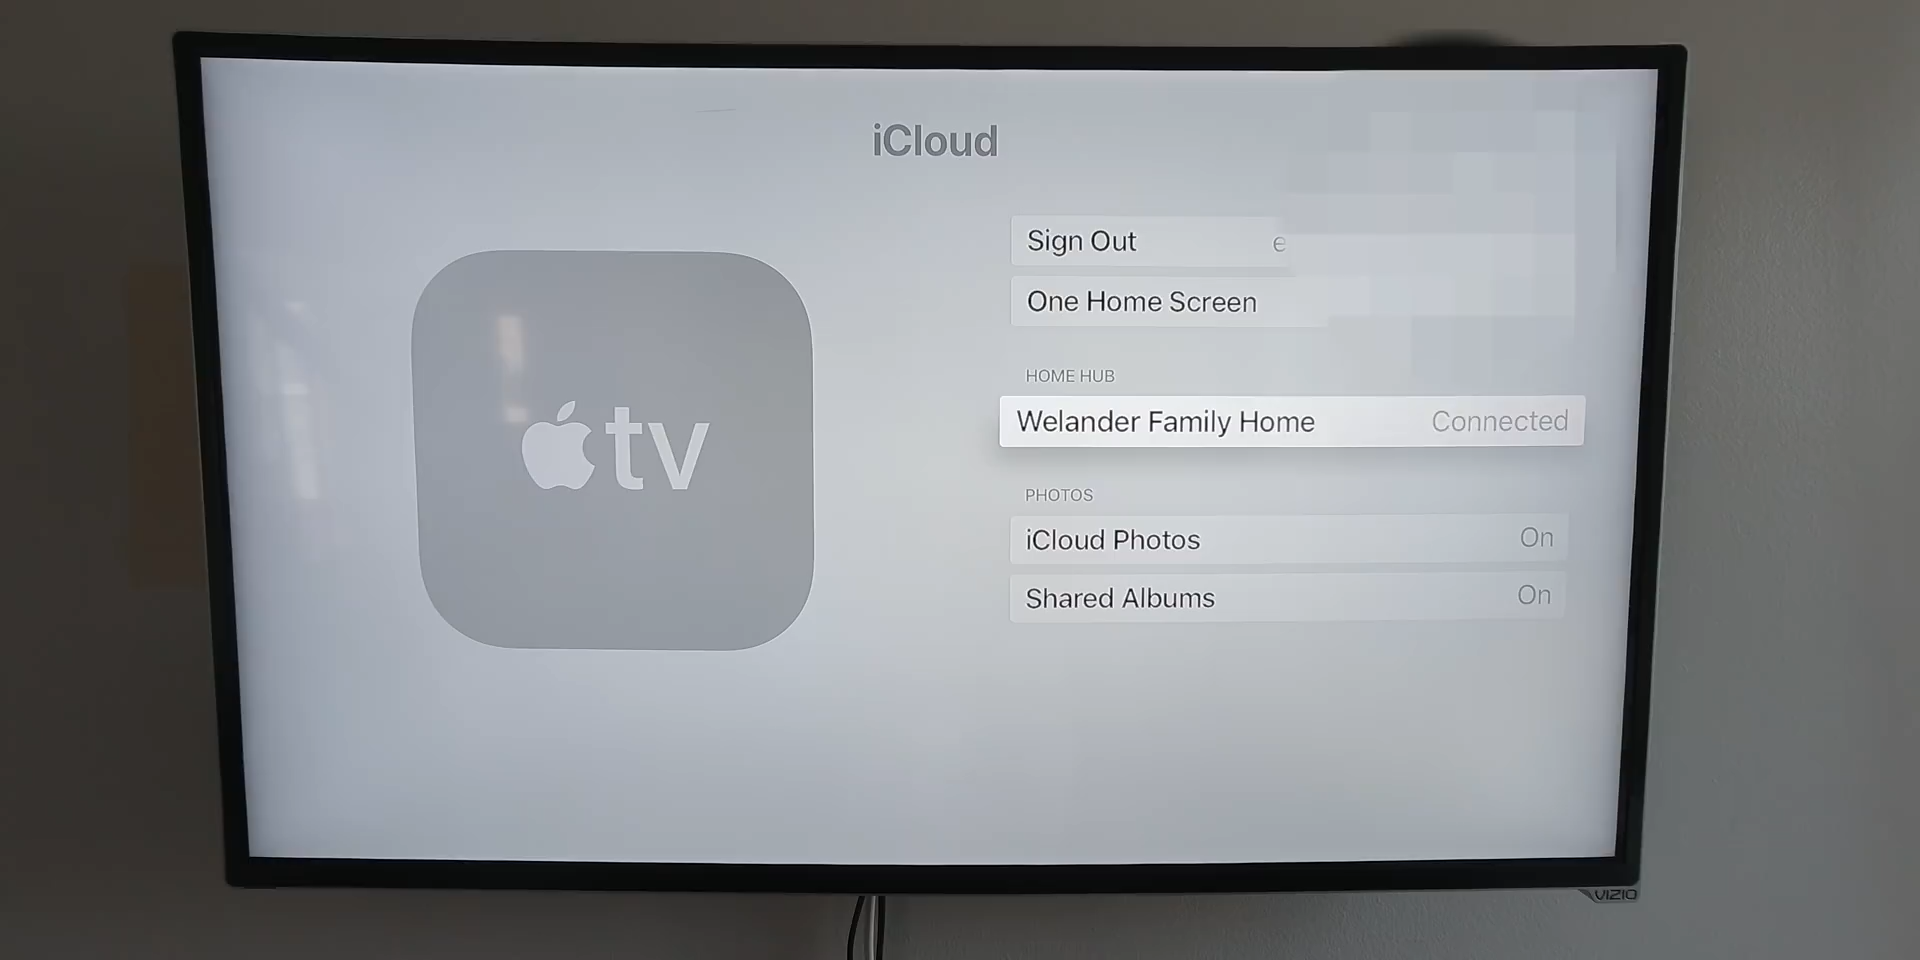 iCloud
Sign Out e
One Home Screen
HOME HUB
Welander Family Home Connected
PHOTOS
iCloud Photos On
Shared Albums On
tv
VIZIO